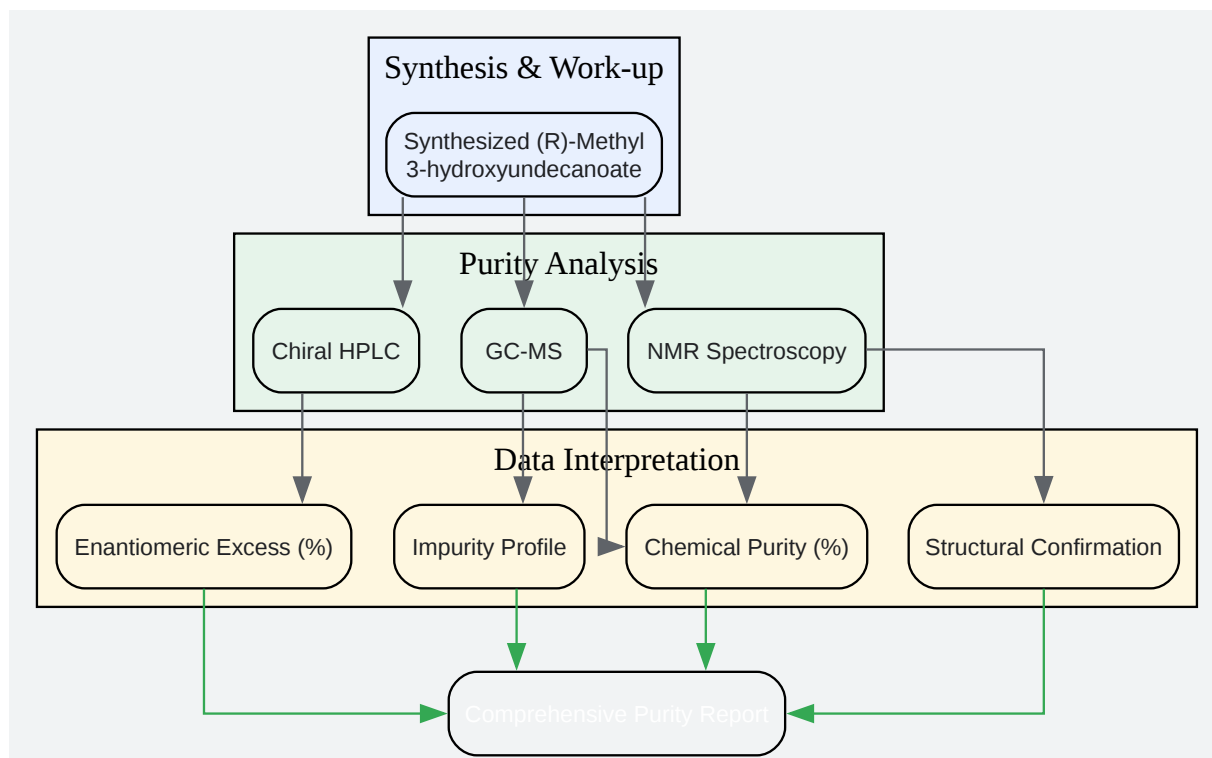 Synthesis & Work-up
Synthesized (R)-Methyl
3-hydroxyundecanoate
Purity Analysis
Chiral HPLC
GC-MS
NMR Spectroscopy
Data Interpretation
Enantiomeric Excess (%)
Impurity Profile
Chemical Purity (%)
Structural Confirmation
Comprehensive Purity Report